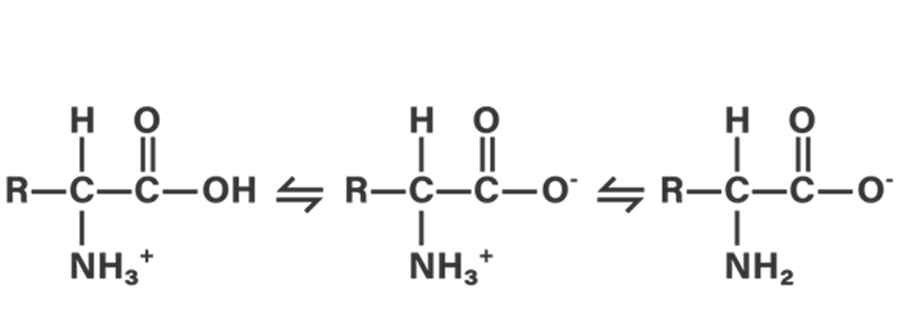 H O H O H O
R—C—C—OH ⇌ R—C—C—O⁻ ⇌ R—C—C—O⁻
NH₃⁺ NH₃⁺ NH₂